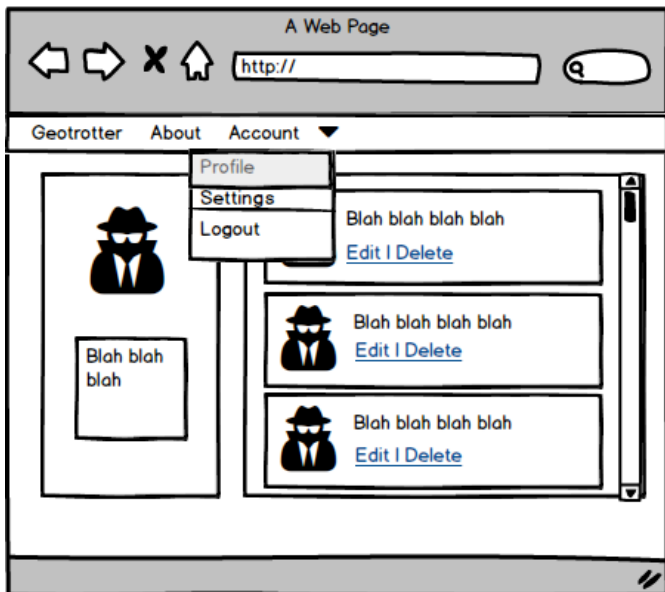 A Web Page
http://
Geotrotter About Account
Profile
Settings
Logout
Blah blah
blah
Blah blah blah blah
Edit | Delete
Blah blah blah blah
Edit | Delete
Blah blah blah blah
Edit | Delete